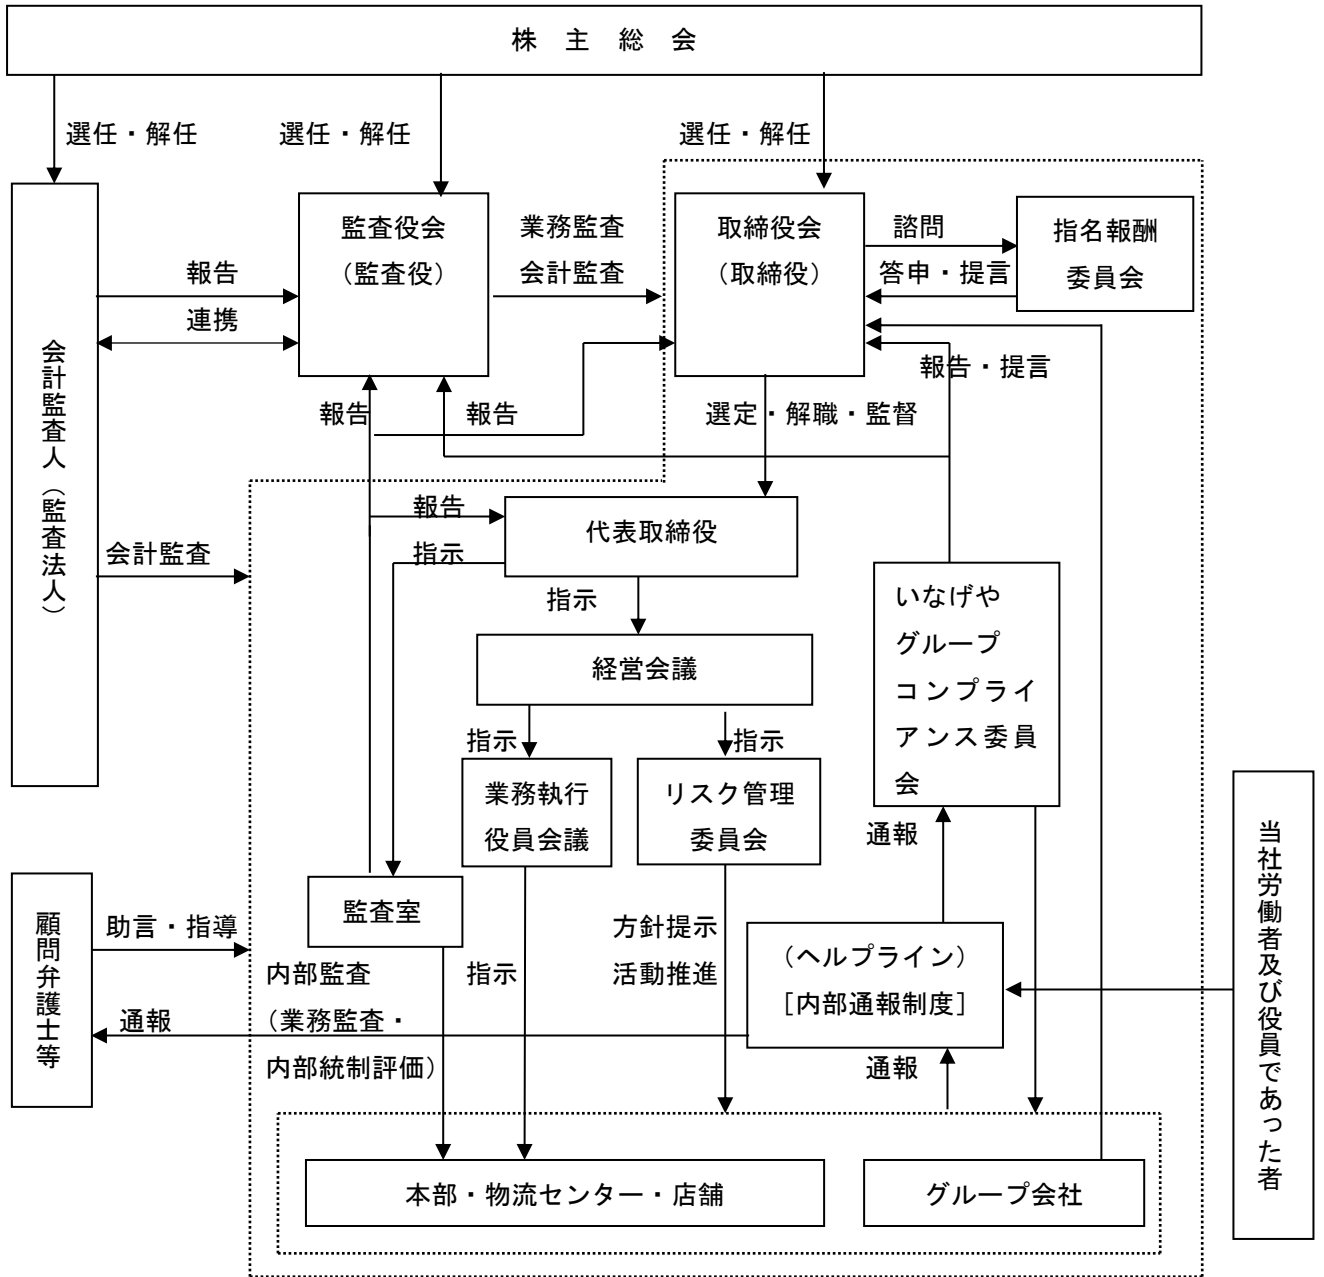 株　主　総　会
選任・解任
選任・解任
選任・解任
会計監査人（監査法人）
監査役会
（監査役）
業務監査
会計監査
取締役会
（取締役）
諮問
答申・提言
指名報酬
委員会
報告
連携
報告・提言
報告
報告
選定・解職・監督
報告
代表取締役
指示
会計監査
指示
経営会議
いなげや
グループ
コンプライ
アンス委員
会
指示
指示
業務執行
役員会議
リスク管理
委員会
通報
当社労働者及び役員であった者
監査室
顧問弁護士等
助言・指導
内部監査
（業務監査・
内部統制評価）
指示
方針提示
活動推進
（ヘルプライン）
［内部通報制度］
通報
通報
本部・物流センター・店舗
グループ会社